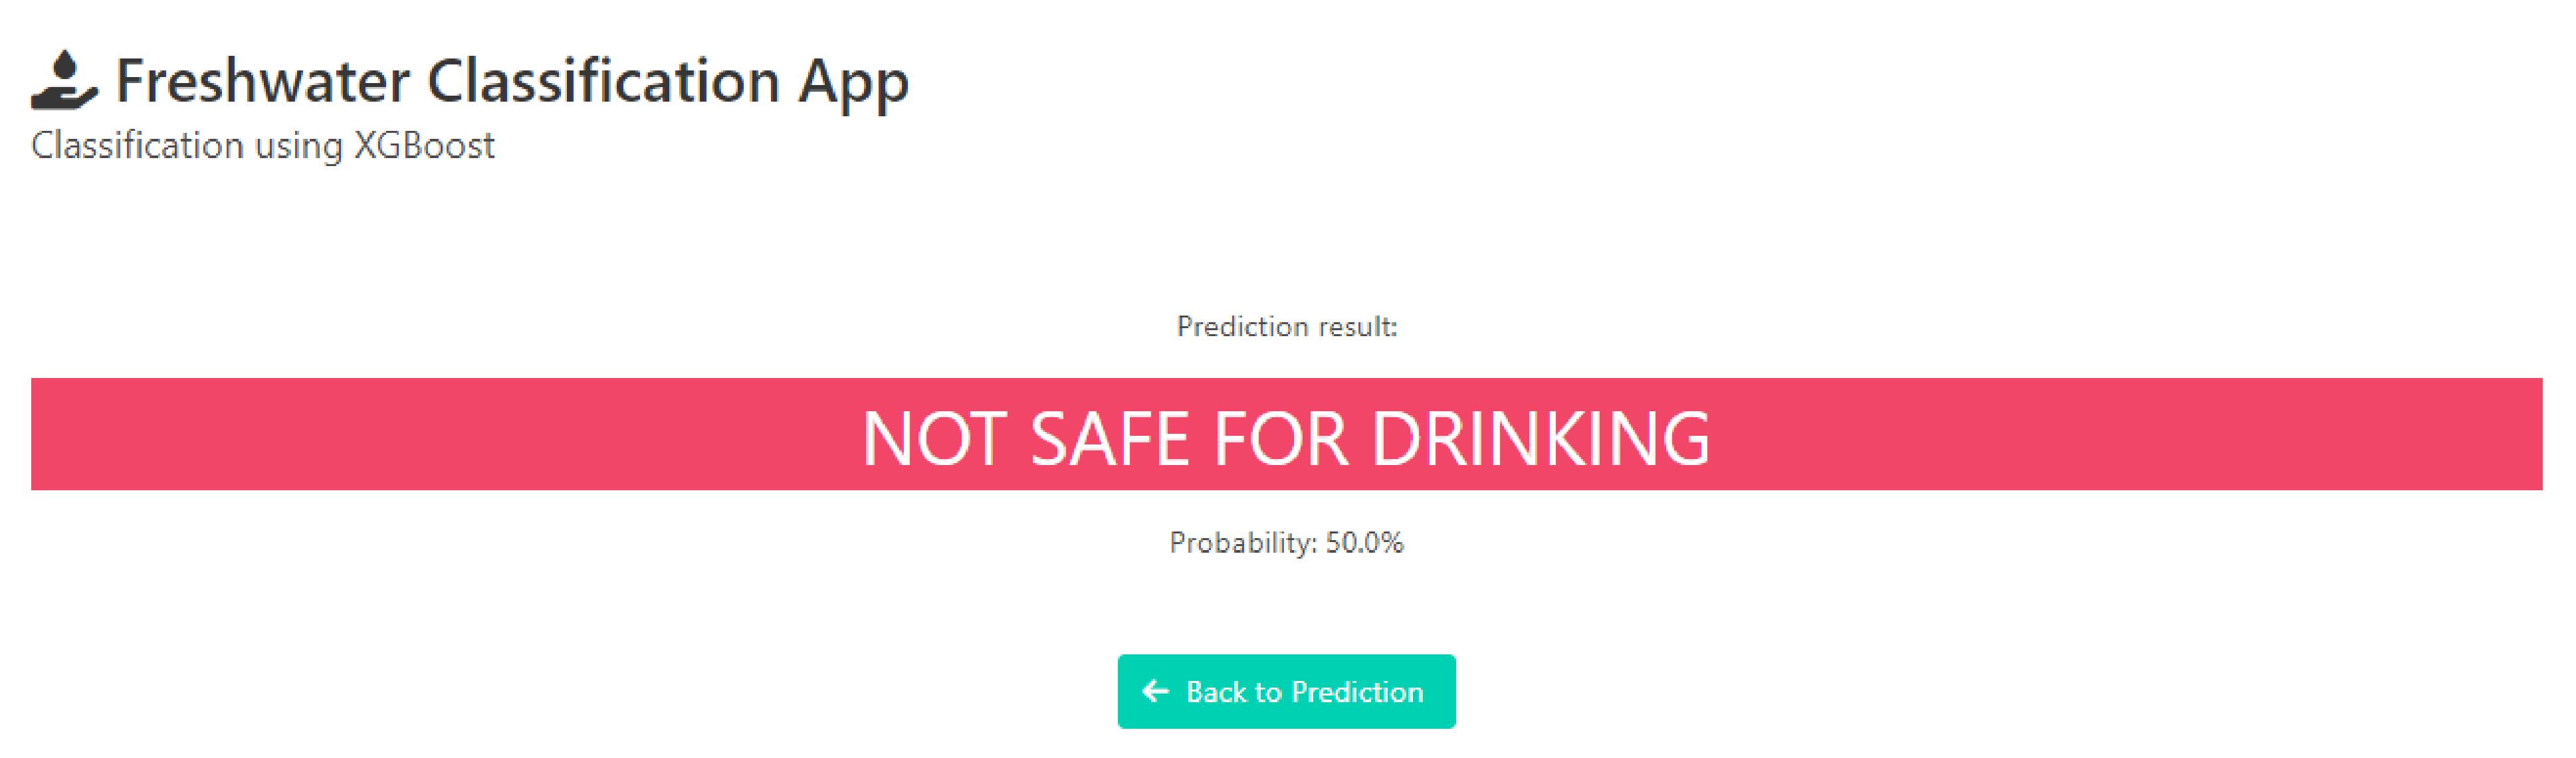 Freshwater Classification App
Classification using XGBoost
Prediction result:
NOT SAFE FOR DRINKING
Probability: 50.0%
Back to Prediction